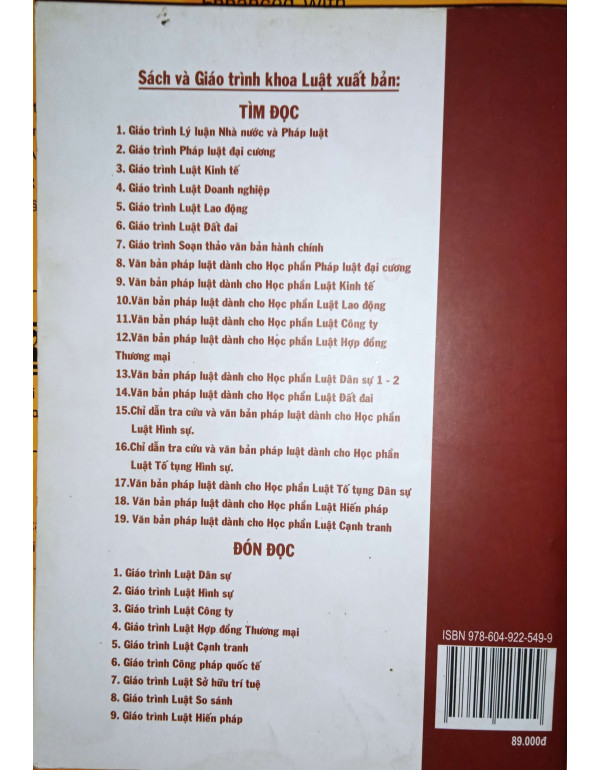 Enhanced With
Sách và Giáo trình khoa Luật xuất bản:
TÌM ĐỌC
1. Giáo trình Lý luận Nhà nước và Pháp luật
2. Giáo trình Pháp luật đại cương
3. Giáo trình Luật Kinh tế
4. Giáo trình Luật Doanh nghiệp
5. Giáo trình Luật Lao động
6. Giáo trình Luật Đất đai
7. Giáo trình Soạn thảo văn bản hành chính
8. Văn bản pháp luật dành cho Học phần Pháp luật đại cương
9. Văn bản pháp luật dành cho Học phần Luật Kinh tế
10.Văn bản pháp luật dành cho Học phần Luật Lao động
11.Văn bản pháp luật dành cho Học phần Luật Công ty
12.Văn bản pháp luật dành cho Học phần Luật Hợp đồng
Thương mại
13.Văn bản pháp luật dành cho Học phần Luật Dân sự 1 - 2
14.Văn bản pháp luật dành cho Học phần Luật Đất đai
15.Chỉ dẫn tra cứu và văn bản pháp luật dành cho Học phần
Luật Hình sự.
16.Chỉ dẫn tra cứu và văn bản pháp luật dành cho Học phần
Luật Tố tụng Hình sự.
17.Văn bản pháp luật dành cho Học phần Luật Tố tụng Dân sự
18. Văn bản pháp luật dành cho Học phần Luật Hiến pháp
19. Văn bản pháp luật dành cho Học phần Luật Cạnh tranh
ĐÓN ĐỌC
1. Giáo trình Luật Dân sự
2. Giáo trình Luật Hình sự
3. Giáo trình Luật Công ty
4. Giáo trình Luật Hợp đồng Thương mại
5. Giáo trình Luật Cạnh tranh
6. Giáo trình Công pháp quốc tế
7. Giáo trình Luật Sở hữu trí tuệ
8. Giáo trình Luật So sánh
9. Giáo trình Luật Hiến pháp
ISBN 978-604-922-549-9
89.000đ